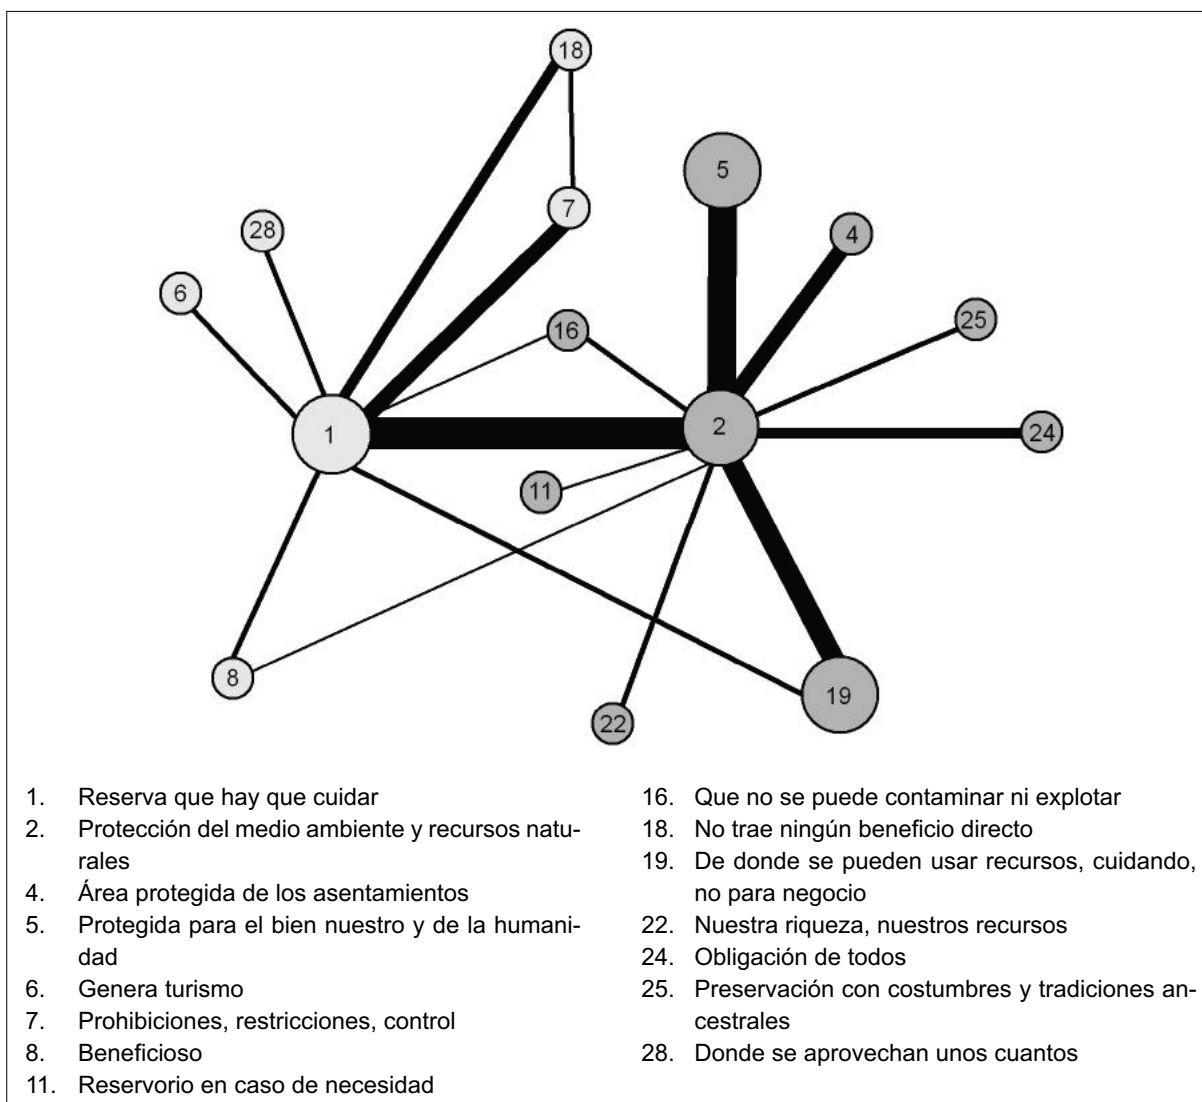 18
5
7
4
28
6
25
16
1
2
24
11
8
19
22
1. Reserva que hay que cuidar
2. Protección del medio ambiente y recursos natu-
rales
4. Área protegida de los asentamientos
5. Protegida para el bien nuestro y de la humani-
dad
6. Genera turismo
7. Prohibiciones, restricciones, control
8. Beneficioso
11. Reservorio en caso de necesidad
16. Que no se puede contaminar ni explotar
18. No trae ningún beneficio directo
19. De donde se pueden usar recursos, cuidando,
no para negocio
22. Nuestra riqueza, nuestros recursos
24. Obligación de todos
25. Preservación con costumbres y tradiciones an-
cestrales
28. Donde se aprovechan unos cuantos